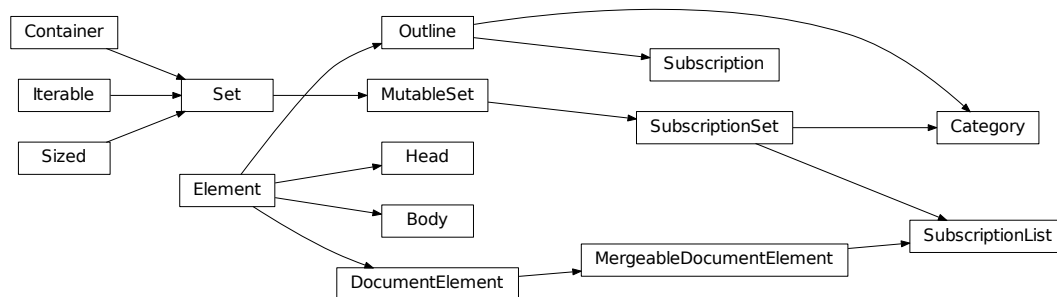 Container
Outline
Subscription
Iterable
Set
MutableSet
SubscriptionSet
Category
Sized
Head
Element
Body
SubscriptionList
MergeableDocumentElement
DocumentElement